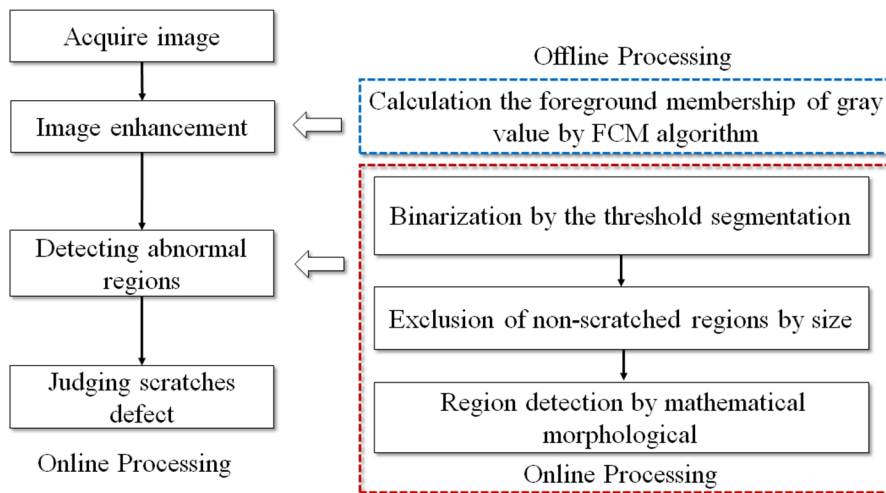 Acquire image
Image enhancement
Detecting abnormal
regions
Judging scratches
defect
Online Processing
Offline Processing
Calculation the foreground membership of gray
value by FCM algorithm
Binarization by the threshold segmentation
Exclusion of non-scratched regions by size
Region detection by mathematical
morphological
Online Processing